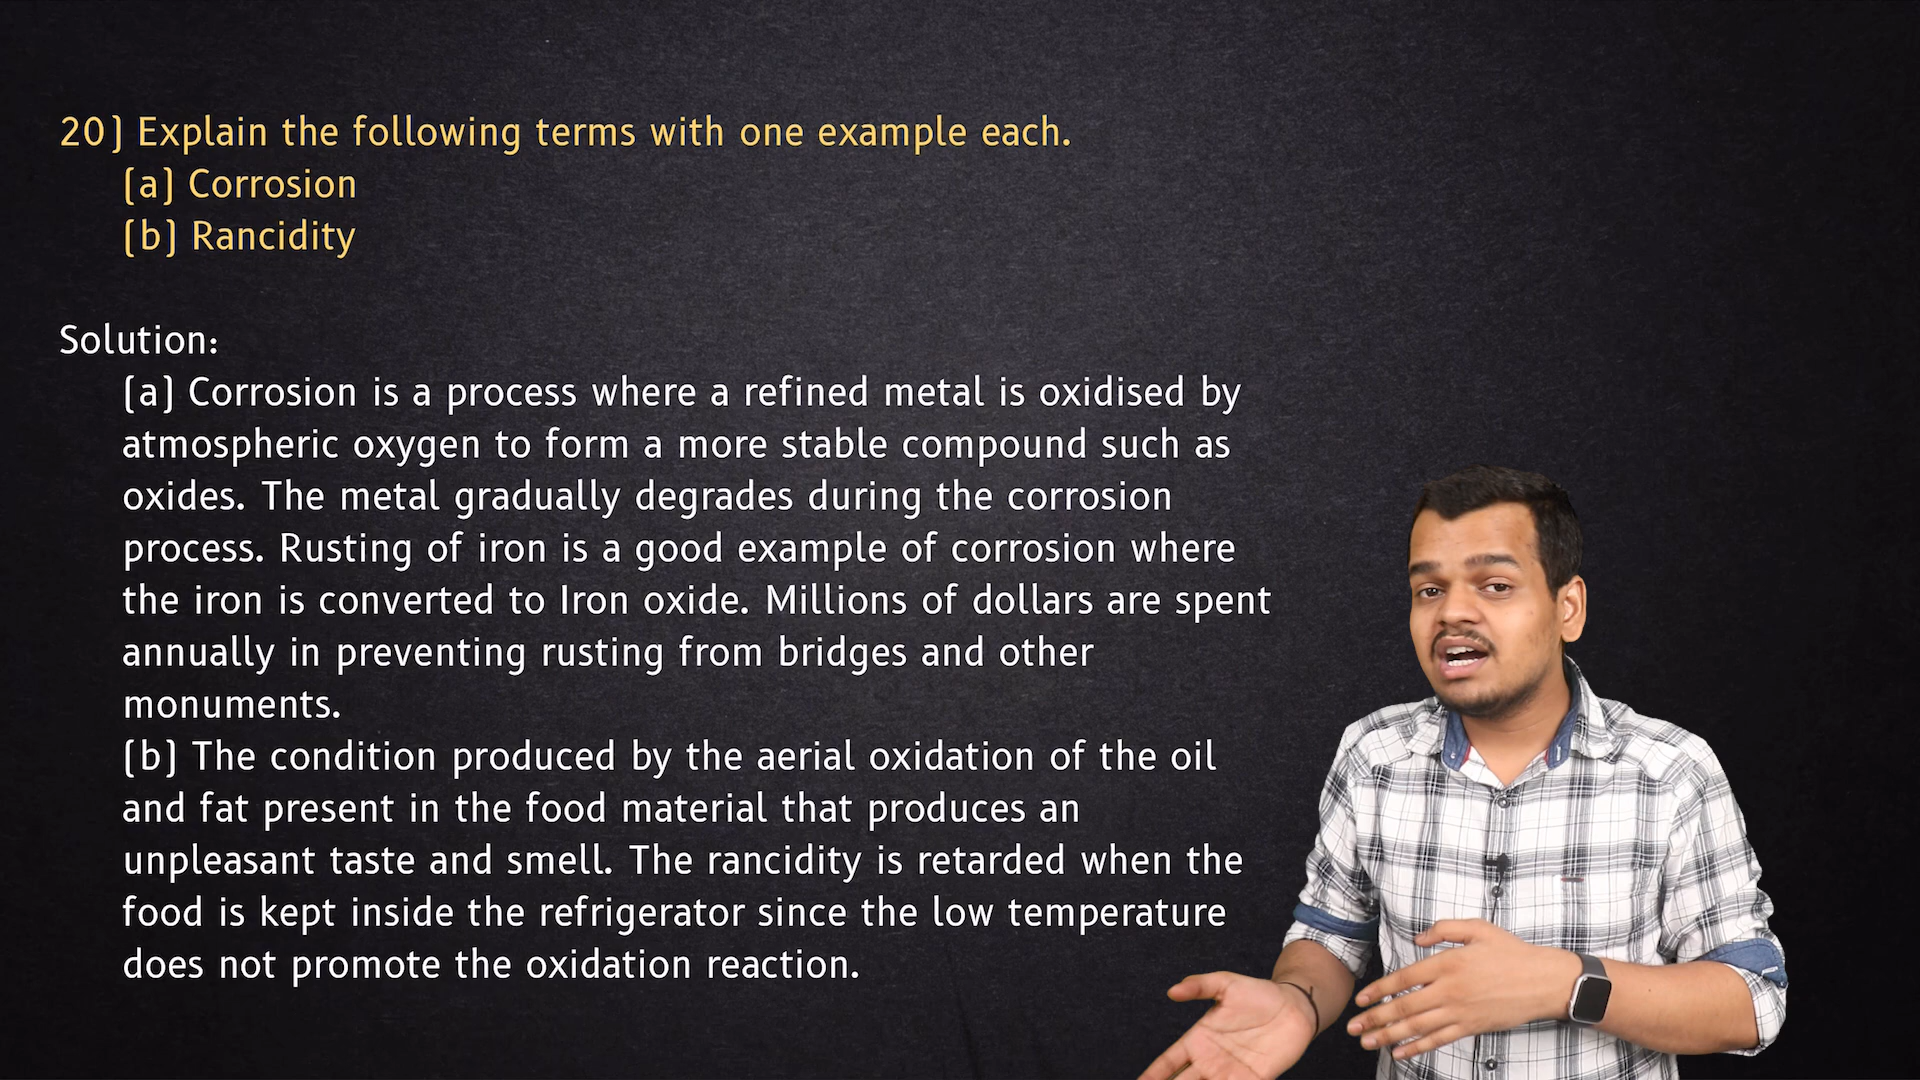 20) Explain the following terms with one example each.
(a) Corrosion
(b) Rancidity
Solution:
(a) Corrosion is a process where a refined metal is oxidised by
atmospheric oxygen to form a more stable compound such as
oxides. The metal gradually degrades during the corrosion
process. Rusting of iron is a good example of corrosion where
the iron is converted to Iron oxide. Millions of dollars are spent
annually in preventing rusting from bridges and other
monuments.
(b) The condition produced by the aerial oxidation of the oil
and fat present in the food material that produces an
unpleasant taste and smell. The rancidity is retarded when the
food is kept inside the refrigerator since the low temperature
does not promote the oxidation reaction.